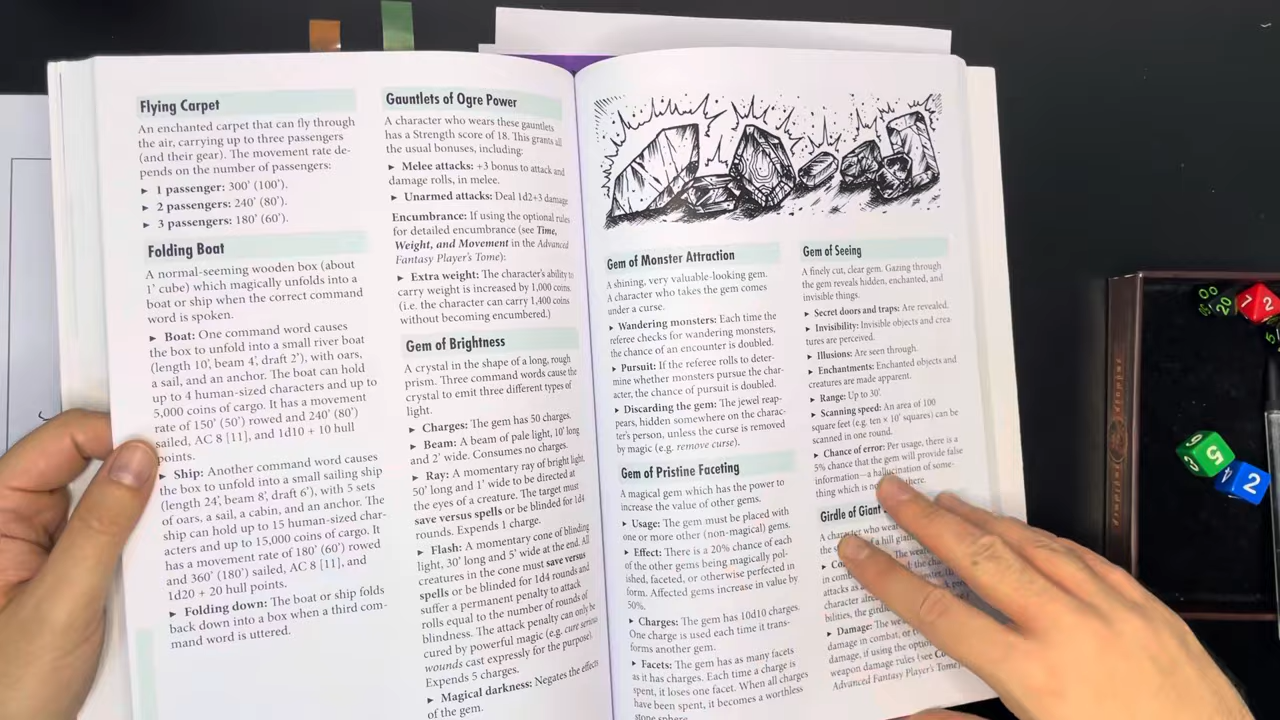 Flying Carpet
An enchanted carpet that can fly through
the air, carrying up to three passengers
(and their gear). The movement rate de-
pends on the number of passengers:
▶ 1 passenger: 300' (100').
▶ 2 passengers: 240' (80').
▶ 3 passengers: 180' (60').
Folding Boat
A normal-seeming wooden box (about
1' cube) which magically unfolds into a
boat or ship when the correct command
word is spoken.
▶ Boat: One command word causes
the box to unfold into a small river boat
(length 10', beam 4', draft 2'), with oars,
a sail, and an anchor. The boat can hold
up to 4 human-sized characters and up to
5,000 coins of cargo. It has a movement
rate of 150' (50') rowed and 240' (80')
sailed, AC 8 [11], and 1d10 + 10 hull
points.
▶ Ship: Another command word causes
the box to unfold into a small sailing ship
(length 24', beam 8', draft 6'), with 5 sets
of oars, a sail, a cabin, and an anchor. The
ship can hold up to 15 human-sized char-
acters and up to 15,000 coins of cargo. It
has a movement rate of 180' (60') rowed
and 360' (180') sailed, AC 8 [11], and
1d20 + 20 hull points.
▶ Folding down: The boat or ship folds
back down into a box when a third com-
mand word is uttered.
Gauntlets of Ogre Power
A character who wears these gauntlets
has a Strength score of 18. This grants all
the usual bonuses, including:
▶ Melee attacks: +3 bonus to attack and
damage rolls, in melee.
▶ Unarmed attacks: Deal 1d2+3 damage
Encumbrance: If using the optional rules
for detailed encumbrance (see Time,
Weight, and Movement in the Advanced
Fantasy Player's Tome):
▶ Extra weight: The character's ability to
carry weight is increased by 1,000 coins
(i.e. the character can carry 1,400 coins
without becoming encumbered.)
Gem of Brightness
A crystal in the shape of a long, rough
prism. Three command words cause the
crystal to emit three different types of
light.
▶ Charges: The gem has 50 charges.
▶ Beam: A beam of pale light, 10' long
and 2' wide. Consumes no charges.
▶ Ray: A momentary ray of bright light,
50' long and 1' wide to be directed at
the eyes of a creature. The target must
save versus spells or be blinded for 1d4
rounds. Expends 1 charge.
▶ Flash: A momentary cone of blinding
light, 30' long and 5' wide at the end. All
creatures in the cone must save versus
spells or be blinded for 1d4 rounds and
suffer a permanent penalty to attack
rolls equal to the number of rounds of
blindness. The attack penalty can only be
cured by powerful magic (e.g. cure serious
wounds cast expressly for the purpose).
Expends 5 charges.
▶ Magical darkness: Negates the effects
of the gem.
Gem of Monster Attraction
A shining, very valuable-looking gem.
A character who takes the gem comes
under a curse.
▶ Wandering monsters: Each time the
referee checks for wandering monsters,
the chance of an encounter is doubled.
▶ Pursuit: If the referee rolls to deter-
mine whether monsters pursue the char-
acter, the chance of pursuit is doubled.
▶ Discarding the gem: The jewel reap-
pears, hidden somewhere on the charac-
ter's person, unless the curse is removed
by magic (e.g. remove curse).
Gem of Pristine Faceting
A magical gem which has the power to
increase the value of other gems.
▶ Usage: The gem must be placed with
one or more other (non-magical) gems.
▶ Effect: There is a 20% chance of each
of the other gems being magically pol-
ished, faceted, or otherwise perfected in
form. Affected gems increase in value by
50%.
▶ Charges: The gem has 10d10 charges.
One charge is used each time it trans-
forms another gem.
▶ Facets: The gem has as many facets
as it has charges. Each time a charge is
spent, it loses one facet. When all charges
have been spent, it becomes a worthless
stone sphere.
Gem of Seeing
A finely cut, clear gem. Gazing through
the gem reveals hidden, enchanted, and
invisible things.
▶ Secret doors and traps: Are revealed.
▶ Invisibility: Invisible objects and crea-
tures are perceived.
▶ Illusions: Are seen through.
▶ Enchantments: Enchanted objects and
creatures are made apparent.
▶ Range: Up to 30'.
▶ Scanning speed: An area of 100
square feet (e.g. ten × 10' squares) can be
scanned in one round.
▶ Chance of error: Per usage, there is a
5% chance that the gem will provide false
information—a hallucination of some-
thing which is not there.
Girdle of Giant
A character who
the of a hill
▶
in
attacks as the
character
bilities, the
▶ Damage: The
damage in combat, or
damage, if using the
weapon damage rules (see
Advanced Fantasy Player's Tome)
20
2
5
2